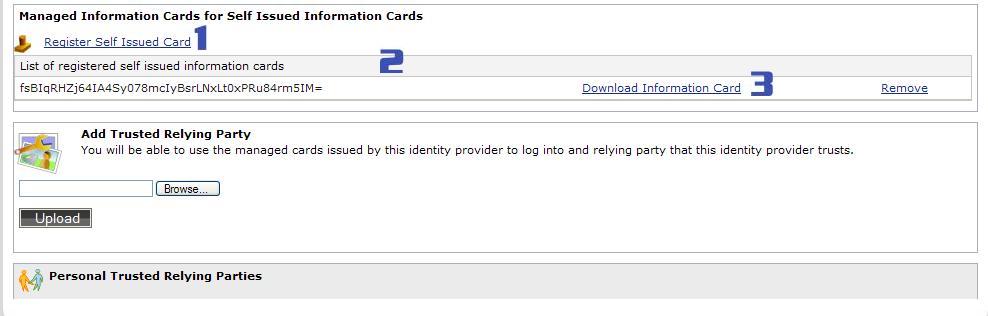 Managed Information Cards for Self Issued Information Cards
Register Self Issued Card 1
List of registered self issued information cards 2
fsBIqRHZj64IA4Sy078mcIyBsrLNxLt0xPRu84rm5IM= Download Information Card 3 Remove
Add Trusted Relying Party
You will be able to use the managed cards issued by this identity provider to log into and relying party that this identity provider trusts.
Browse...
Upload
Personal Trusted Relying Parties